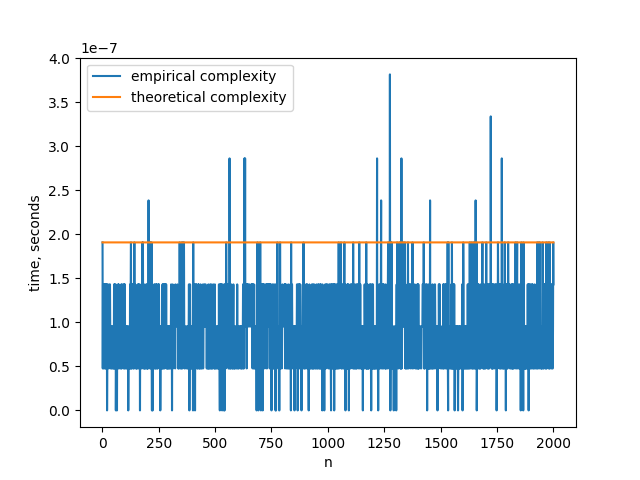 1e−7
4.0
3.5
3.0
2.5
2.0
1.5
1.0
0.5
0.0
time, seconds
empirical complexity
theoretical complexity
0 250 500 750 1000 1250 1500 1750 2000
n